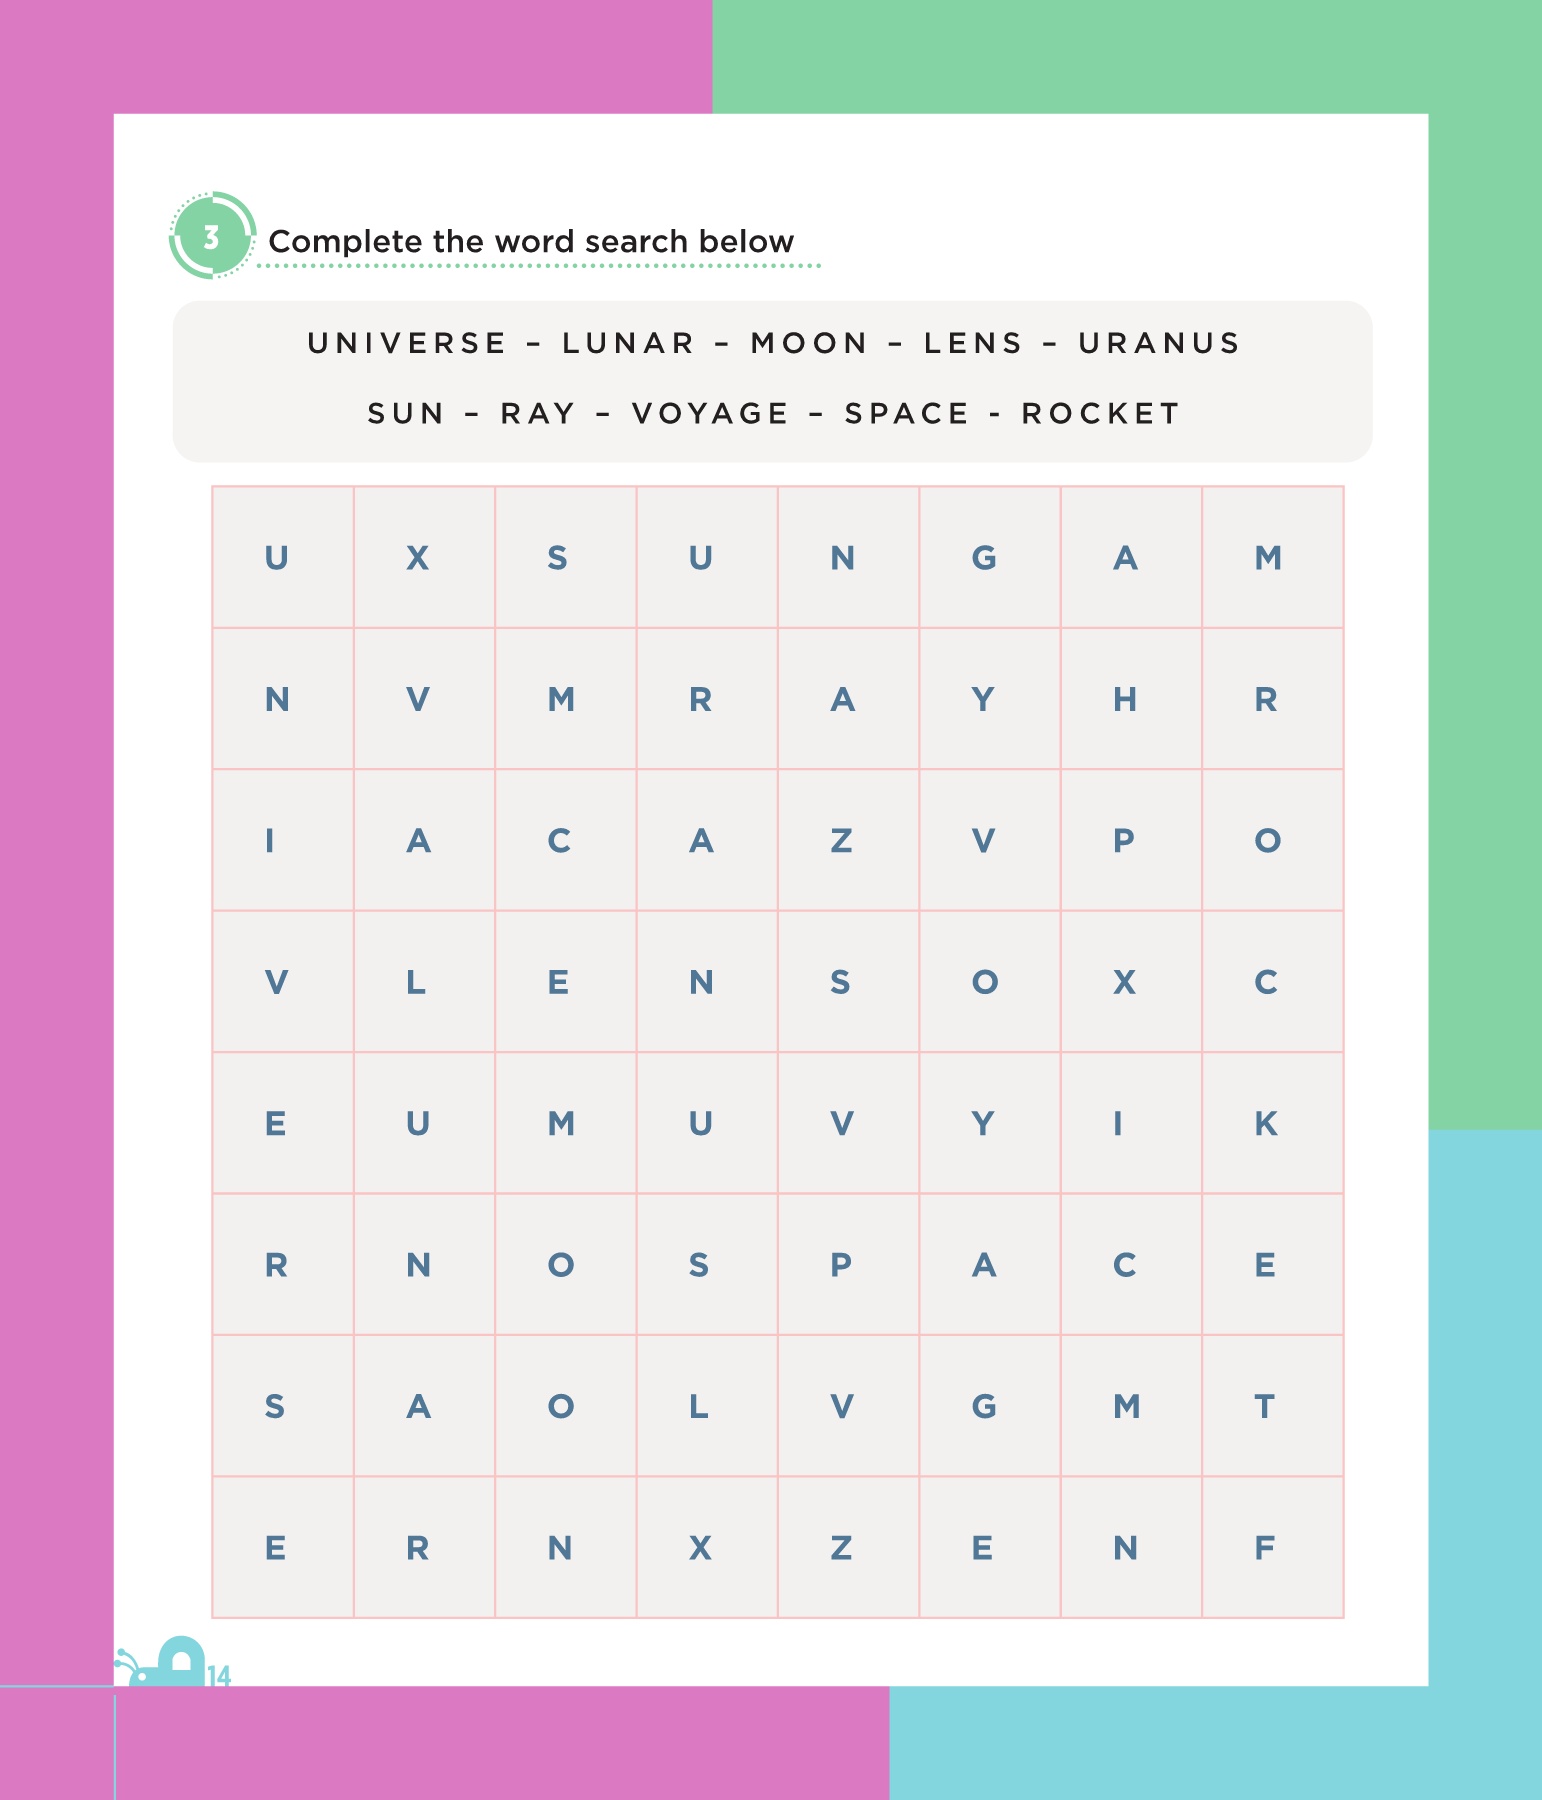 3
Complete the word search below
UNIVERSE – LUNAR – MOON – LENS – URANUS
SUN – RAY – VOYAGE – SPACE - ROCKET
U X S U N G A M
N V M R A Y H R
I A C A Z V P O
V L E N S O X C
E U M U V Y I K
R N O S P A C E
S A O L V G M T
E R N X Z E N F
14